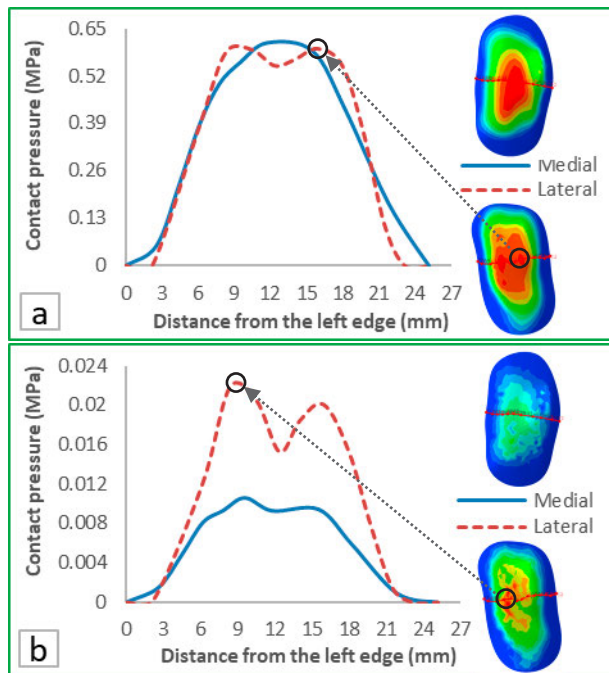 Contact pressure (MPa)
0.65
0.52
0.39
0.26
0.13
0
0 3 6 9 12 15 18 21 24 27
Distance from the left edge (mm)
Medial
Lateral
a
Contact pressure (MPa)
0.024
0.02
0.016
0.012
0.008
0.004
0
0 3 6 9 12 15 18 21 24 27
Distance from the left edge (mm)
Medial
Lateral
b